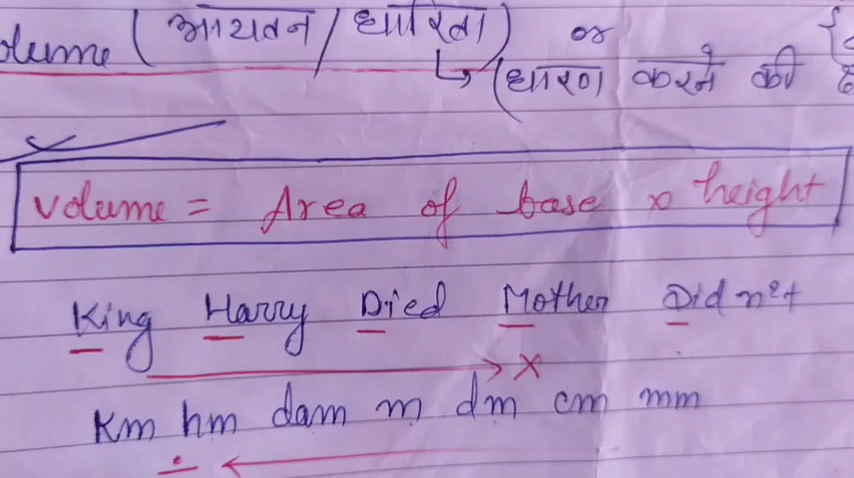 olume (आयतन/धारिता) or
(धारण करने की
volume = Area of base x height
King Harry Died Mother Didn't
X
Km hm dam m dm cm mm
÷